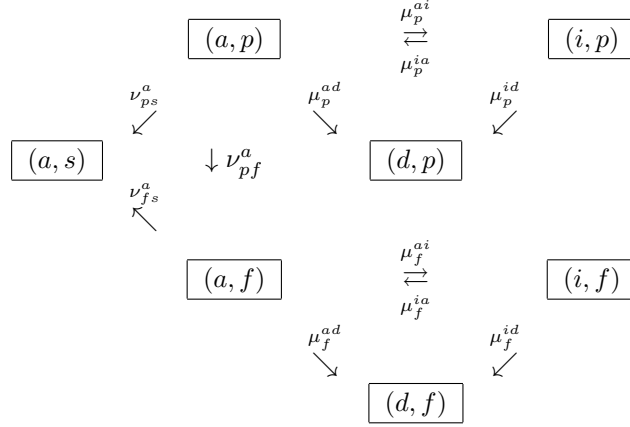 μ_p^{ai}
(a, p) ⇄ (i, p)
μ_p^{ia}
ν_{ps}^a μ_p^{ad} μ_p^{id}
↙ ↘ ↙
(a, s) ↓ ν_{pf}^a (d, p)
ν_{fs}^a
↖
μ_f^{ai}
(a, f) ⇄ (i, f)
μ_f^{ia}
μ_f^{ad} μ_f^{id}
↘ ↙
(d, f)